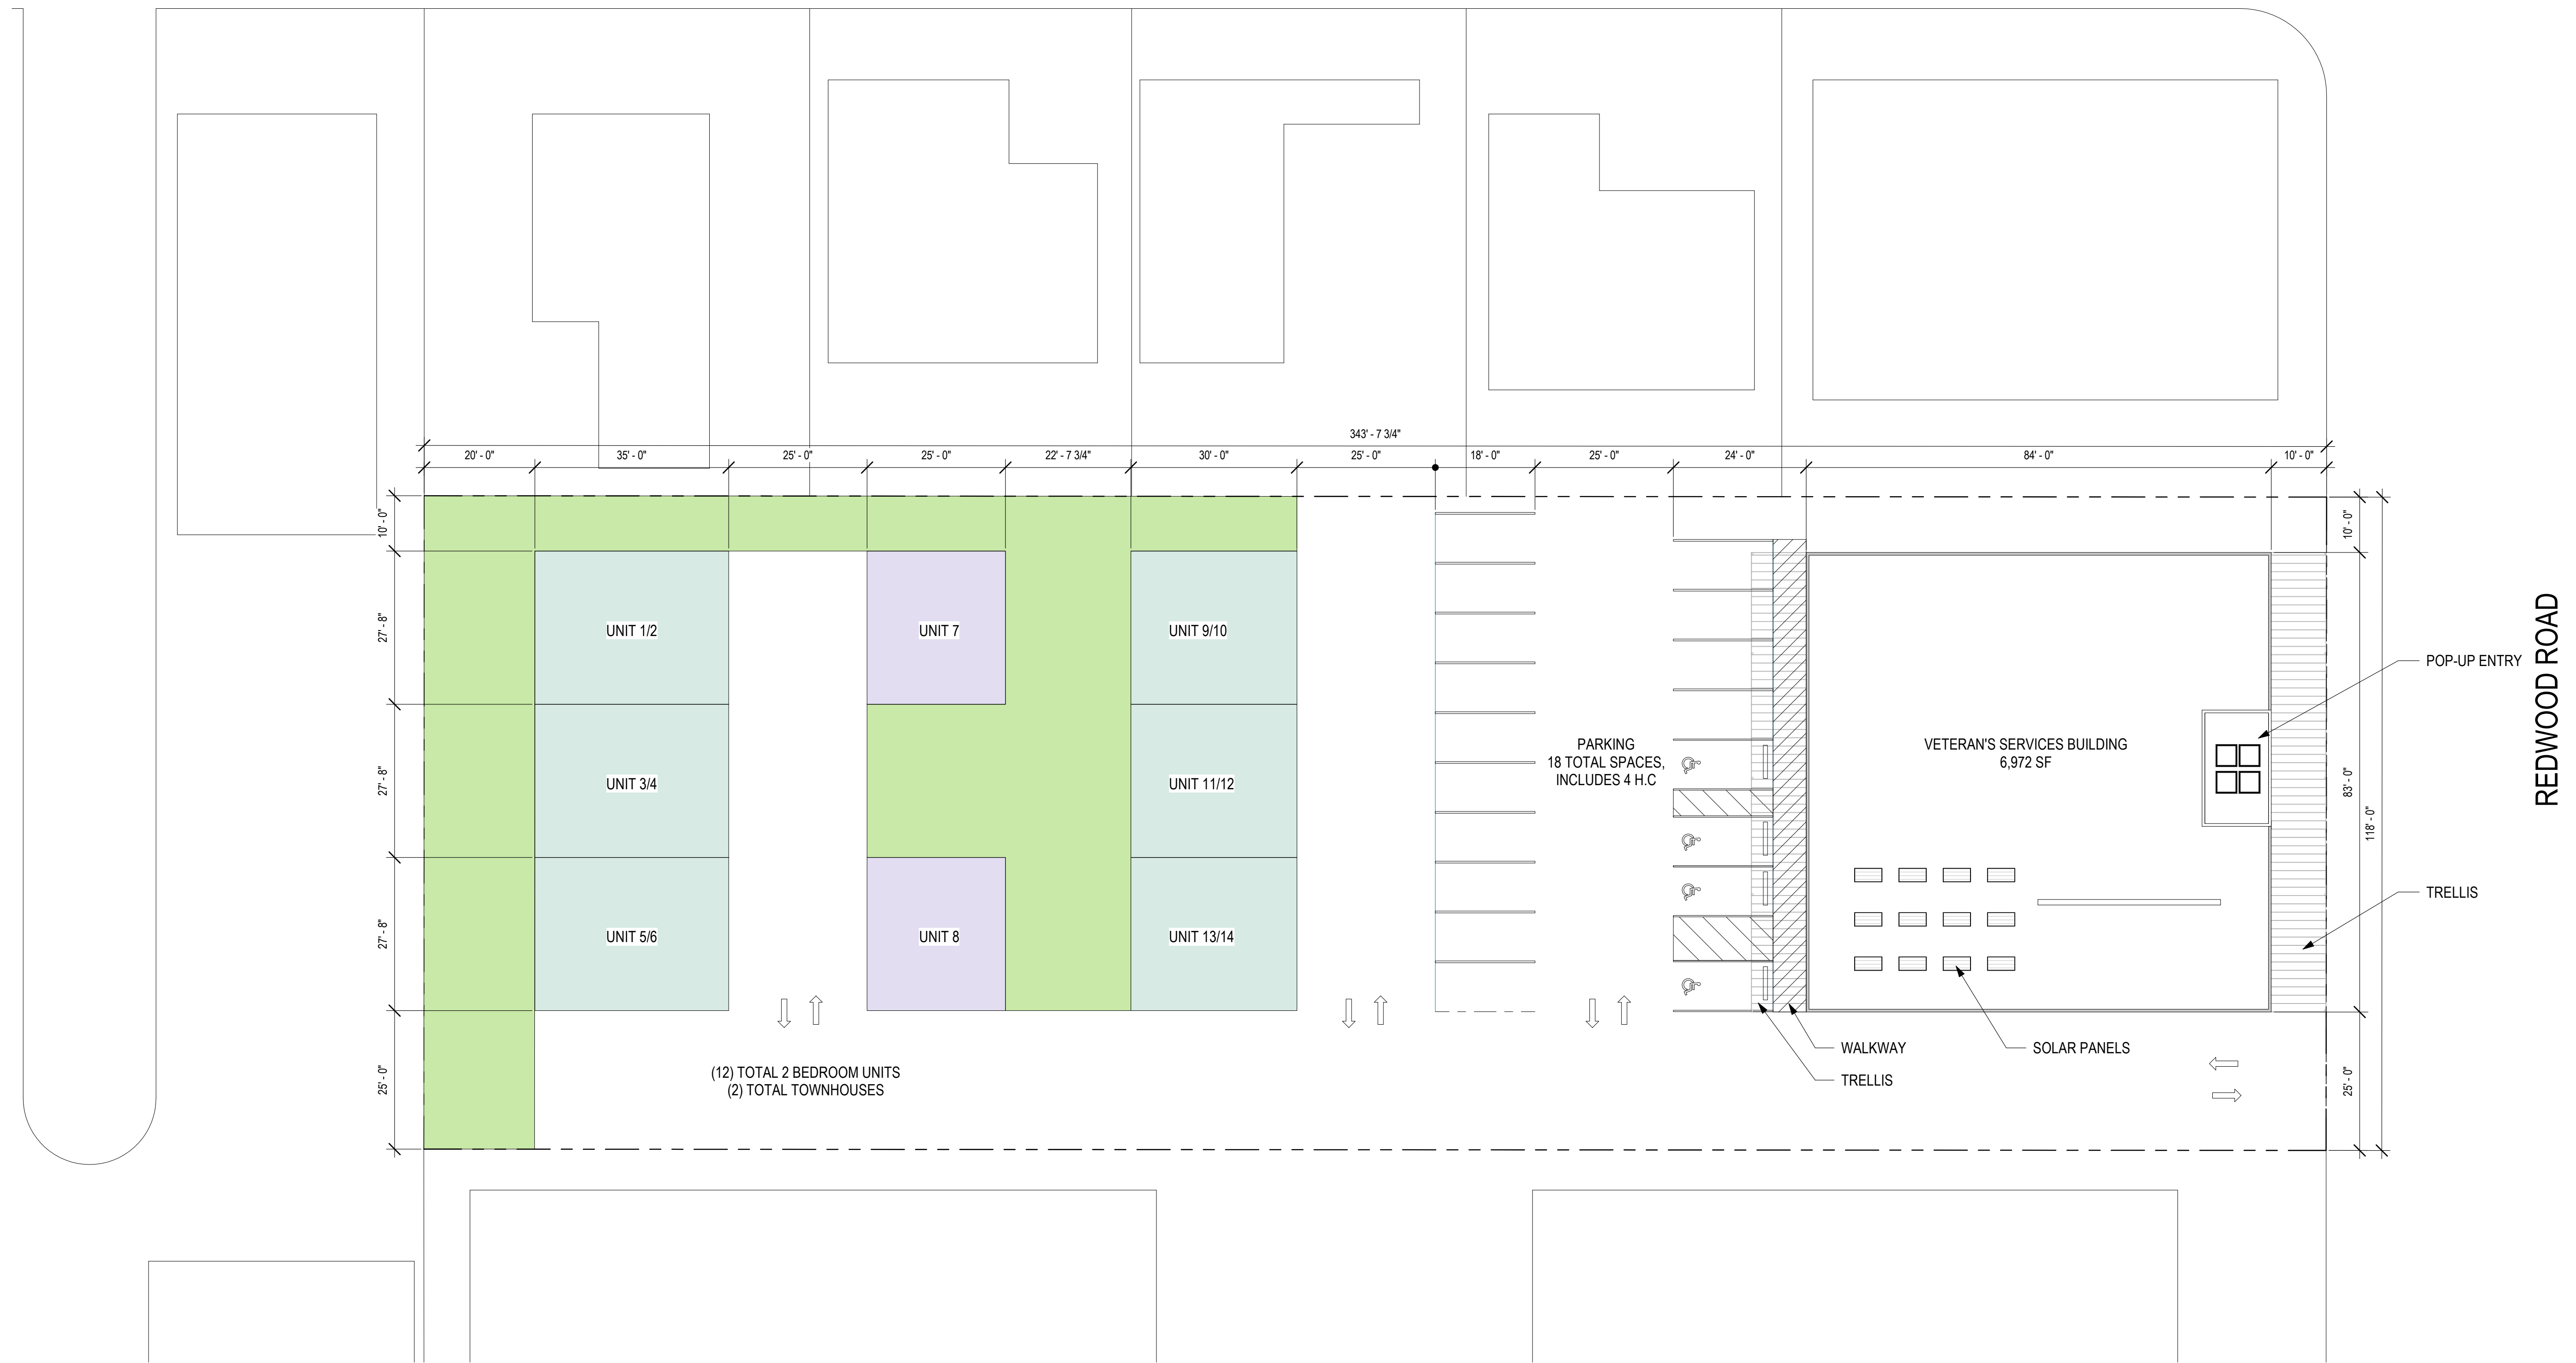 343' - 7 3/4"
20' - 0"
35' - 0"
25' - 0"
25' - 0"
22' - 7 3/4"
30' - 0"
25' - 0"
18' - 0"
25' - 0"
24' - 0"
84' - 0"
10' - 0"
10' - 0"
27' - 8"
27' - 8"
27' - 8"
25' - 0"
UNIT 1/2
UNIT 7
UNIT 9/10
UNIT 3/4
UNIT 11/12
UNIT 5/6
UNIT 8
UNIT 13/14
(12) TOTAL 2 BEDROOM UNITS
(2) TOTAL TOWNHOUSES
PARKING
18 TOTAL SPACES,
INCLUDES 4 H.C
VETERAN'S SERVICES BUILDING
6,972 SF
WALKWAY
TRELLIS
SOLAR PANELS
10' - 0"
83' - 0"
118' - 0"
25' - 0"
POP-UP ENTRY
TRELLIS
REDWOOD ROAD